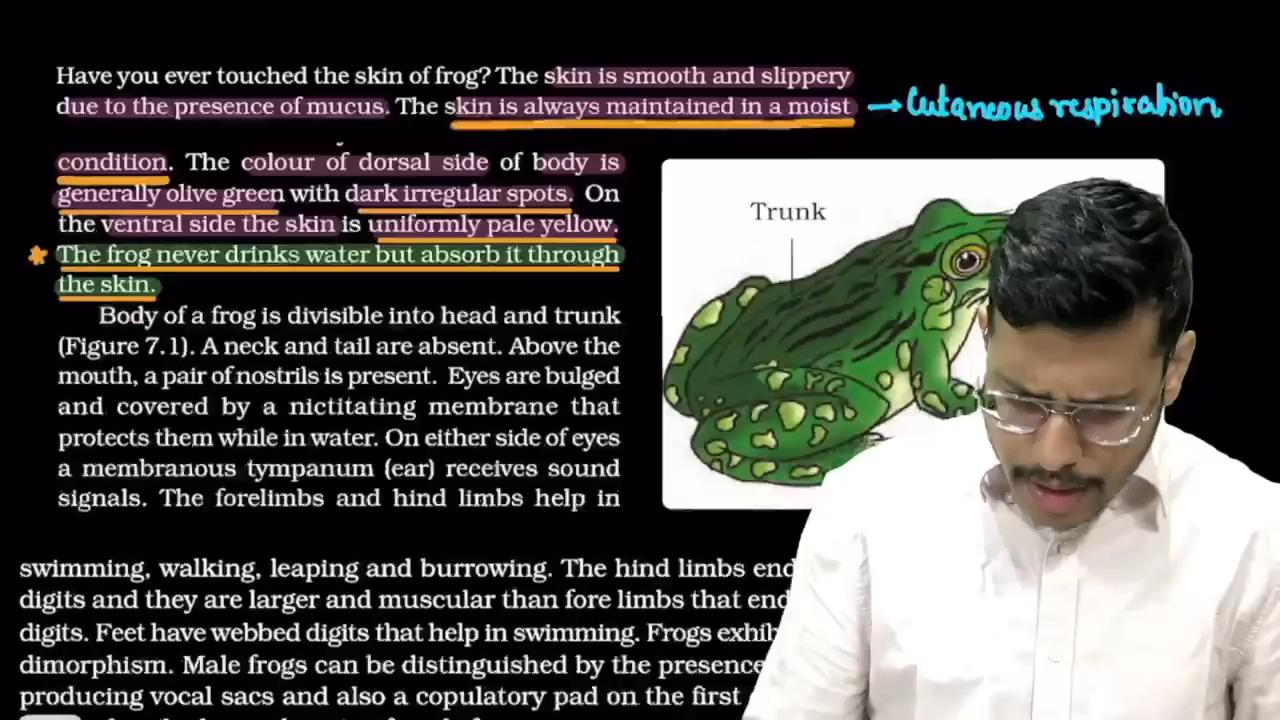 Have you ever touched the skin of frog? The skin is smooth and slippery
due to the presence of mucus. The skin is always maintained in a moist → Cutaneous respiration
condition. The colour of dorsal side of body is
generally olive green with dark irregular spots. On
the ventral side the skin is uniformly pale yellow.
* The frog never drinks water but absorb it through
the skin.
Body of a frog is divisible into head and trunk
(Figure 7.1). A neck and tail are absent. Above the
mouth, a pair of nostrils is present. Eyes are bulged
and covered by a nictitating membrane that
protects them while in water. On either side of eyes
a membranous tympanum (ear) receives sound
signals. The forelimbs and hind limbs help in
Trunk
swimming, walking, leaping and burrowing. The hind limbs end
digits and they are larger and muscular than fore limbs that end
digits. Feet have webbed digits that help in swimming. Frogs
dimorphism. Male frogs can be distinguished by the presence
producing vocal sacs and also a copulatory pad on the first